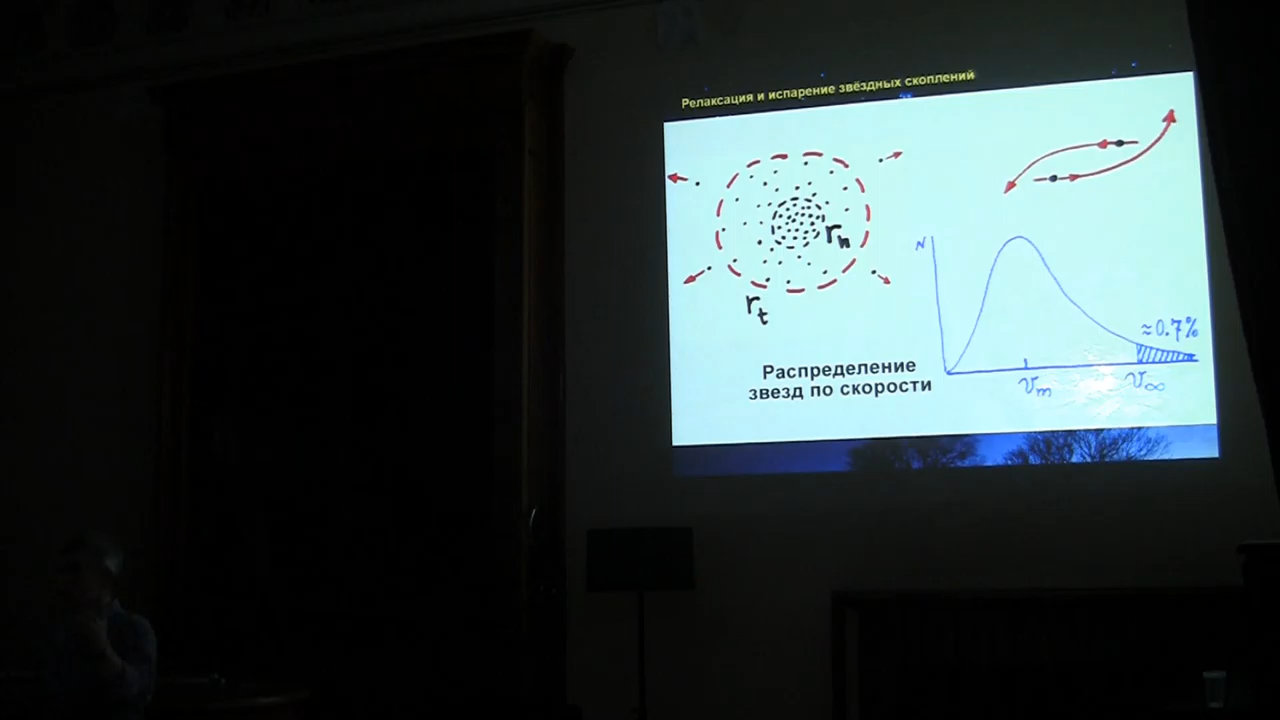 Релаксация и испарение звёздных скоплений
r_h
r_t
N
≈0.7%
v_m
v_∞
Распределение
звезд по скорости